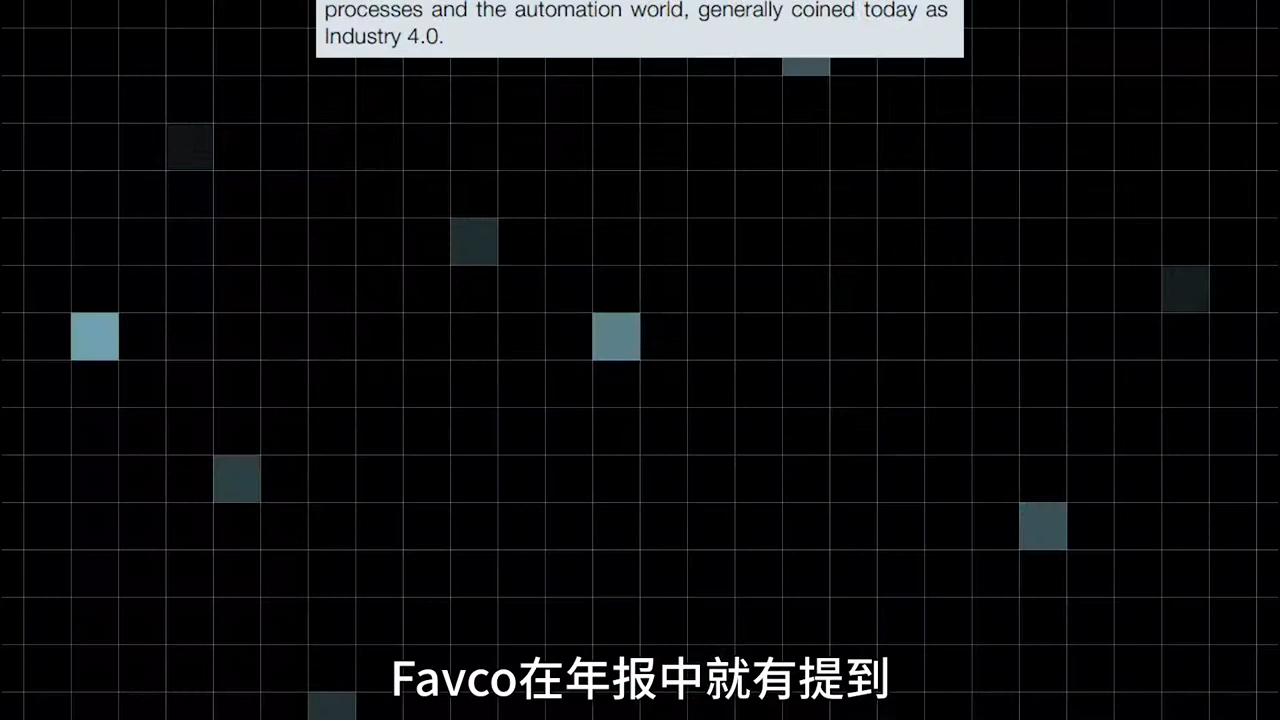 processes and the automation world, generally coined today as
Industry 4.0.
Favco在年报中就有提到